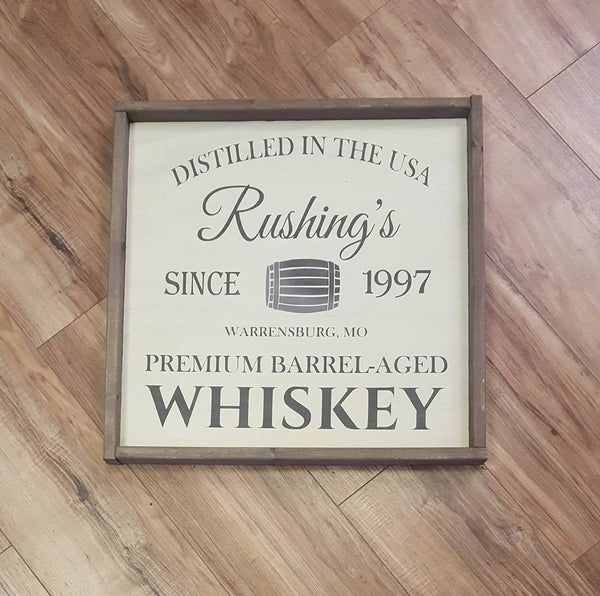 DISTILLED IN THE USA
Rushing's
SINCE 1997
WARRENSBURG, MO
PREMIUM BARREL-AGED
WHISKEY